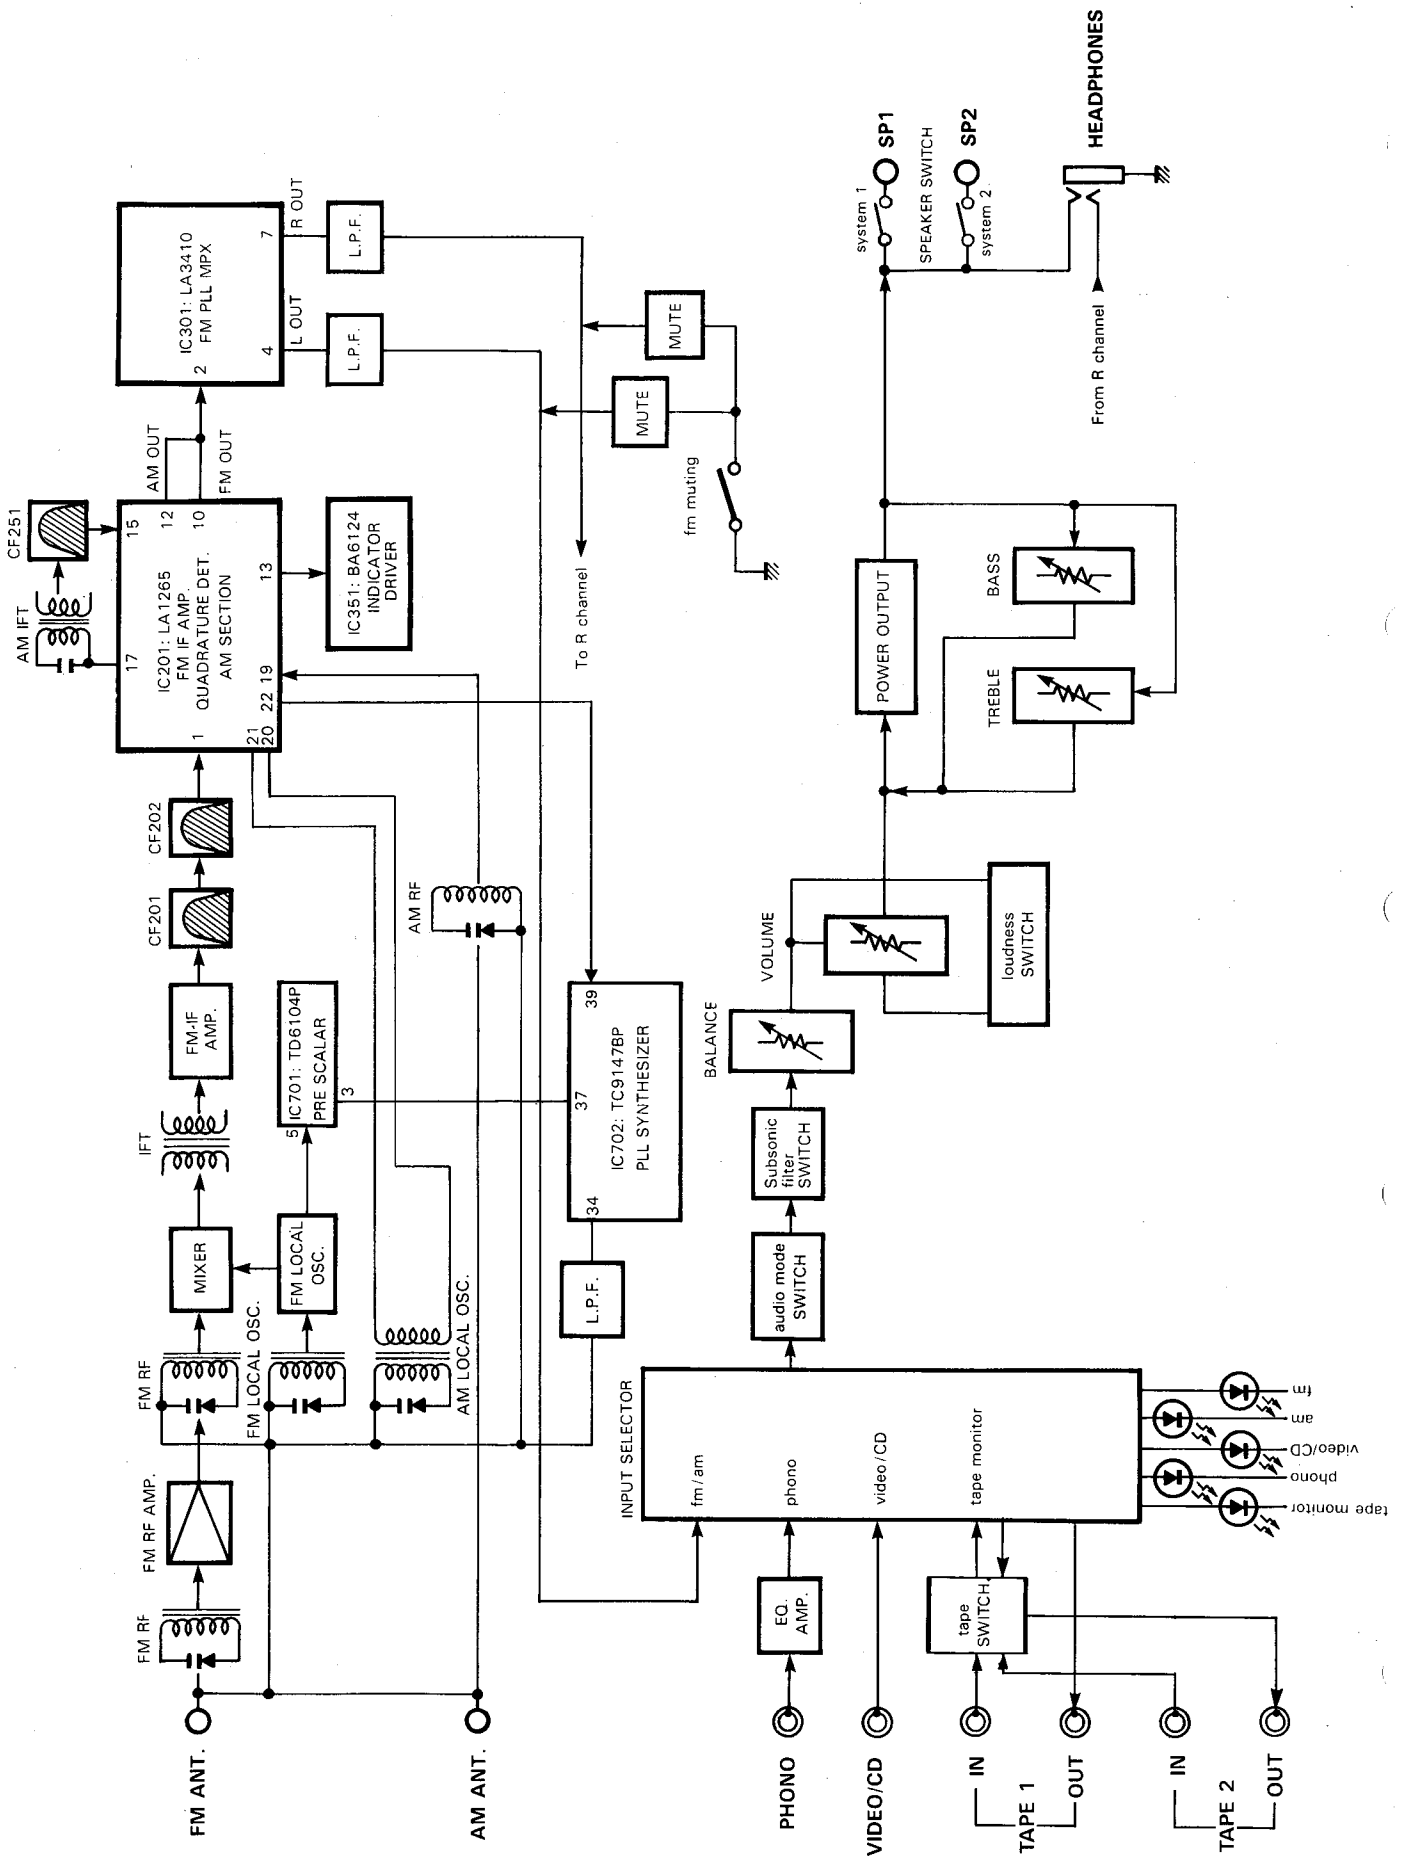 FM ANT.
FM RF
FM RF AMP.
FM RF
MIXER
IFT
FM-IF
AMP.
CF201
CF202
1
IC201: LA1265
FM IF AMP.
QUADRATURE DET.
AM SECTION
17
15
12
10
13
19
22
21
20
AM IFT
CF251
AM OUT
FM OUT
2
IC301: LA3410
FM PLL MPX
4
7
L OUT
R OUT
L.P.F.
L.P.F.
IC351: BA6124
INDICATOR
DRIVER
FM LOCAL OSC.
FM LOCAL
OSC.
5
IC701: TD6104P
PRE SCALAR
3
AM LOCAL OSC.
AM RF
AM ANT.
L.P.F.
34
37
39
IC702: TC9147BP
PLL SYNTHESIZER
To R channel
MUTE
MUTE
fm muting
INPUT SELECTOR
fm/am
phono
video/CD
tape monitor
PHONO
EQ.
AMP.
VIDEO/CD
TAPE 1
IN
OUT
TAPE 2
IN
OUT
tape
SWITCH
tape monitor
phono
video/CD
am
fm
audio mode
SWITCH
Subsonic
filter
SWITCH
BALANCE
VOLUME
loudness
SWITCH
POWER OUTPUT
TREBLE
BASS
system 1
SP1
SPEAKER SWITCH
system 2
SP2
From R channel
HEADPHONES